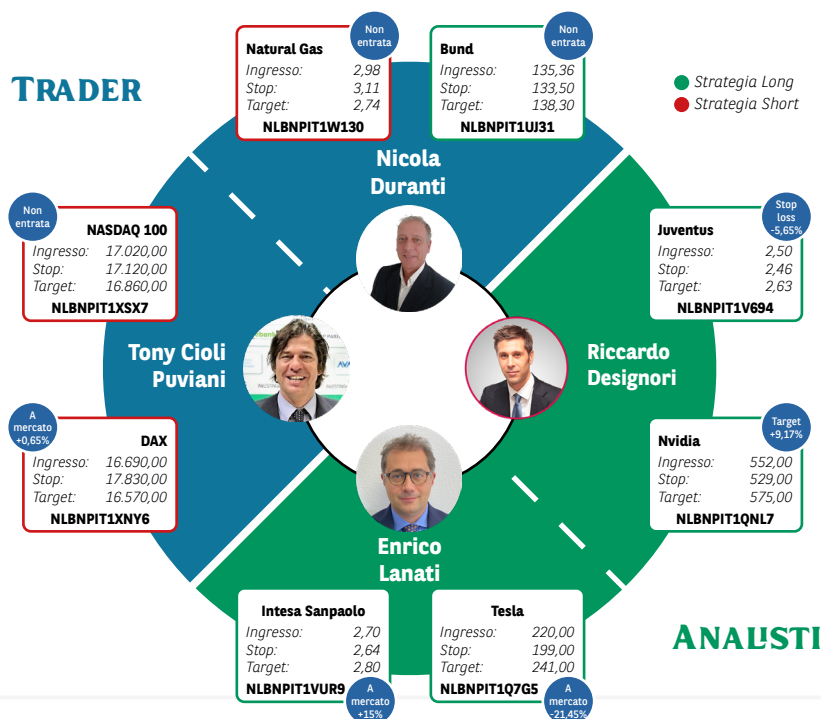 TRADER
Non
entrata
Natural Gas
Ingresso: 2,98
Stop: 3,11
Target: 2,74
NLBNPIT1W130
Non
entrata
Bund
Ingresso: 135,36
Stop: 133,50
Target: 138,30
NLBNPIT1UJ31
Strategia Long
Strategia Short
Nicola
Duranti
Non
entrata
NASDAQ 100
Ingresso: 17.020,00
Stop: 17.120,00
Target: 16.860,00
NLBNPIT1XSX7
Stop
loss
-5,65%
Juventus
Ingresso: 2,50
Stop: 2,46
Target: 2,63
NLBNPIT1V694
Tony Cioli
Puviani
Riccardo
Designori
A
mercato
+0,65%
DAX
Ingresso: 16.690,00
Stop: 17.830,00
Target: 16.570,00
NLBNPIT1XNY6
Target
+9,17%
Nvidia
Ingresso: 552,00
Stop: 529,00
Target: 575,00
NLBNPIT1QNL7
Enrico
Lanati
Intesa Sanpaolo
Ingresso: 2,70
Stop: 2,64
Target: 2,80
NLBNPIT1VUR9
A
mercato
+15%
Tesla
Ingresso: 220,00
Stop: 199,00
Target: 241,00
NLBNPIT1Q7G5
A
mercato
-21,45%
ANALISTI